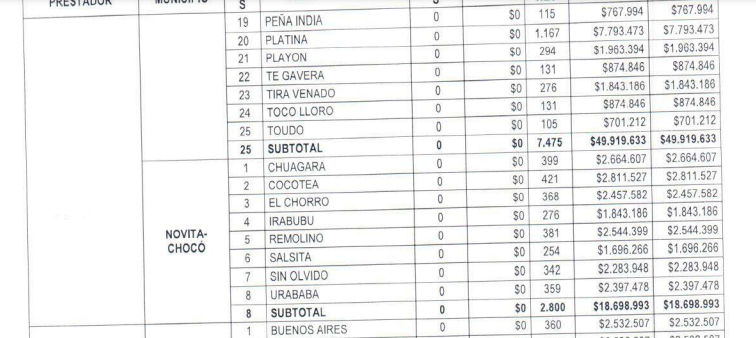 PRESTADOR MUNICIPIO S
19 PEÑA INDIA 0 $0 115 $767.994 $767.994
20 PLATINA 0 $0 1.167 $7.793.473 $7.793.473
21 PLAYON 0 $0 294 $1.963.394 $1.963.394
22 TE GAVERA 0 $0 131 $874.846 $874.846
23 TIRA VENADO 0 $0 276 $1.843.186 $1.843.186
24 TOCO LLORO 0 $0 131 $874.846 $874.846
25 TOUDO 0 $0 105 $701.212 $701.212
25 SUBTOTAL 0 $0 7.475 $49.919.633 $49.919.633
NOVITA-
CHOCÓ
1 CHUAGARA 0 $0 399 $2.664.607 $2.664.607
2 COCOTEA 0 $0 421 $2.811.527 $2.811.527
3 EL CHORRO 0 $0 368 $2.457.582 $2.457.582
4 IRABUBU 0 $0 276 $1.843.186 $1.843.186
5 REMOLINO 0 $0 381 $2.544.399 $2.544.399
6 SALSITA 0 $0 254 $1.696.266 $1.696.266
7 SIN OLVIDO 0 $0 342 $2.283.948 $2.283.948
8 URABABA 0 $0 359 $2.397.478 $2.397.478
8 SUBTOTAL 0 $0 2.800 $18.698.993 $18.698.993
1 BUENOS AIRES 0 $0 360 $2.532.507 $2.532.507